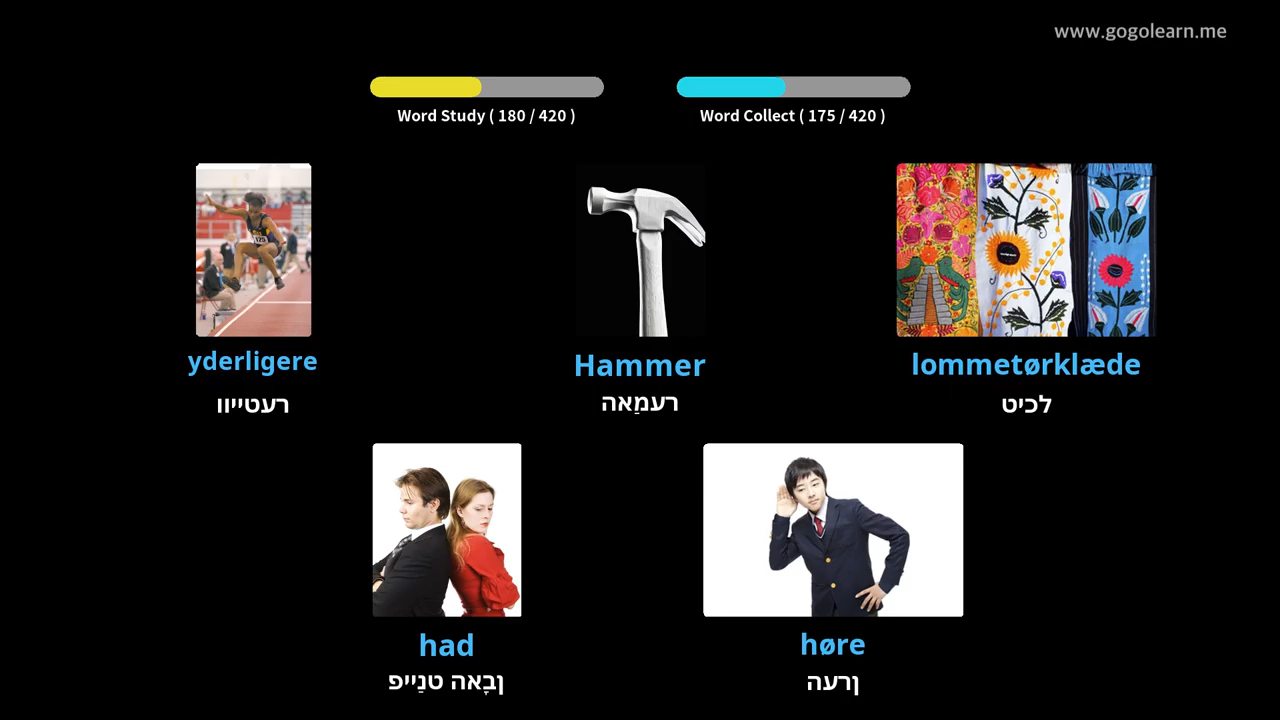 www.gogolearn.me
Word Study ( 180 / 420 )
Word Collect ( 175 / 420 )
yderligere
רעטייוו
Hammer
רעמַאה
lommetørklæde
לכיט
had
ןבָאה טנַייפ
høre
ןרעה